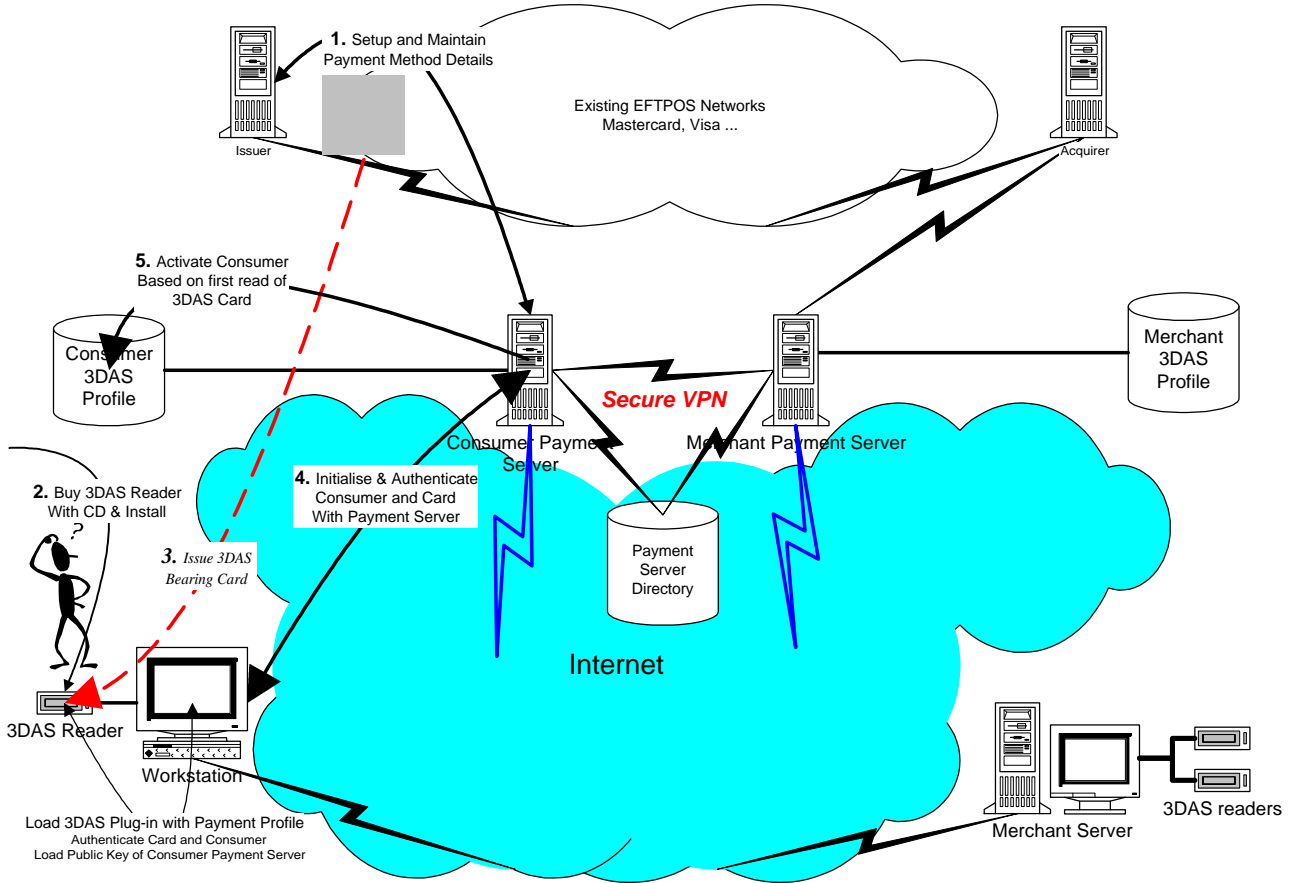 1. Setup and Maintain
Payment Method Details
Existing EFTPOS Networks
Mastercard, Visa ...
Issuer
Acquirer
5. Activate Consumer
Based on first read of
3DAS Card
Consumer
3DAS
Profile
Merchant
3DAS
Profile
Secure VPN
Consumer Payment
Server
Merchant Payment Server
4. Initialise & Authenticate
Consumer and Card
With Payment Server
2. Buy 3DAS Reader
With CD & Install
?
3. Issue 3DAS
Bearing Card
Payment
Server
Directory
Internet
3DAS Reader
Workstation
Merchant Server
3DAS readers
Load 3DAS Plug-in with Payment Profile
Authenticate Card and Consumer
Load Public Key of Consumer Payment Server